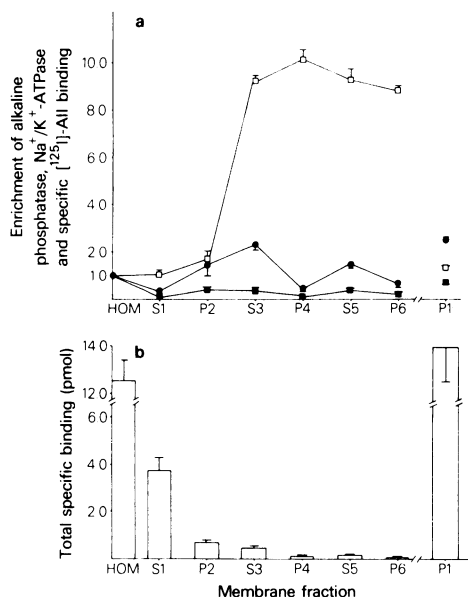 a
Enrichment of alkaline
phosphatase, Na⁺/K⁺-ATPase
and specific [¹²⁵I]-AII binding
10.0
8.0
6.0
4.0
2.0
1.0
HOM S1 P2 S3 P4 S5 P6 P1
b
Total specific binding (pmol)
14.0
12.0
4.0
2.0
HOM S1 P2 S3 P4 S5 P6 P1
Membrane fraction